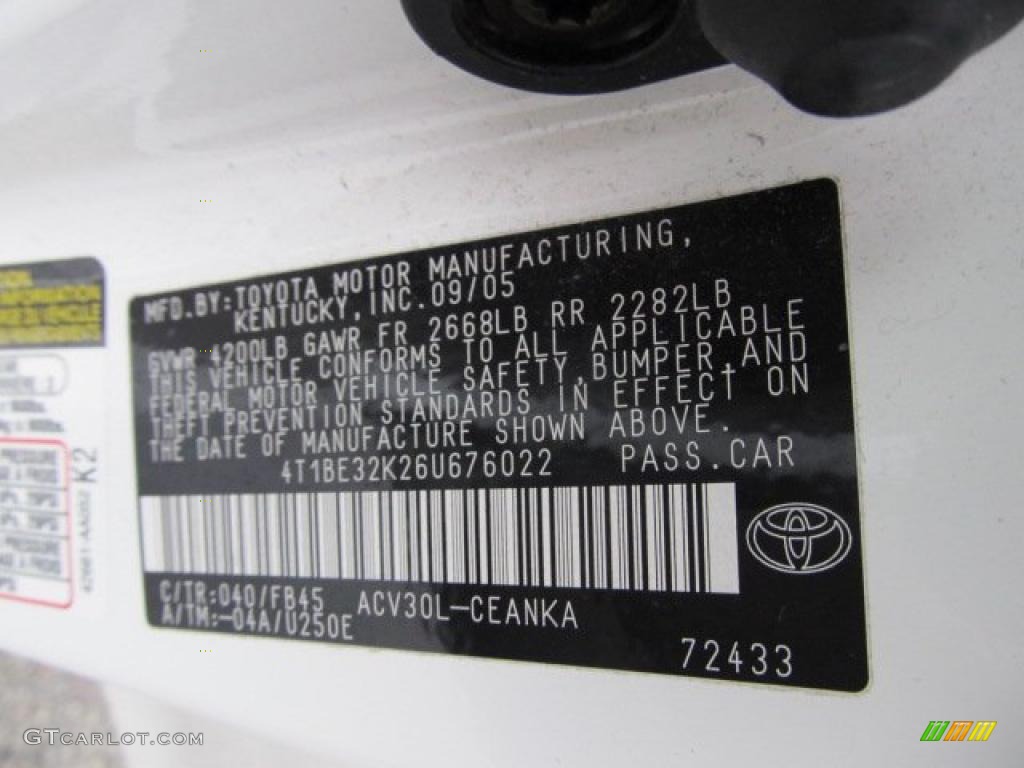 MFD.BY:TOYOTA MOTOR MANUFACTURING,
KENTUCKY, INC. 09/05
GVWR 4200LB GAWR FR 2668LB RR 2282LB
THIS VEHICLE CONFORMS TO ALL APPLICABLE
FEDERAL MOTOR VEHICLE SAFETY, BUMPER, AND
THEFT PREVENTION STANDARDS IN EFFECT ON
THE DATE OF MANUFACTURE SHOWN ABOVE.
4T1BE32K26U676022 PASS.CAR
C/TR:040/FB45 ACV30L-CEANKA
A/TM:-04A/U250E
72433
K2
PRESSURE
GTCARLOT.COM